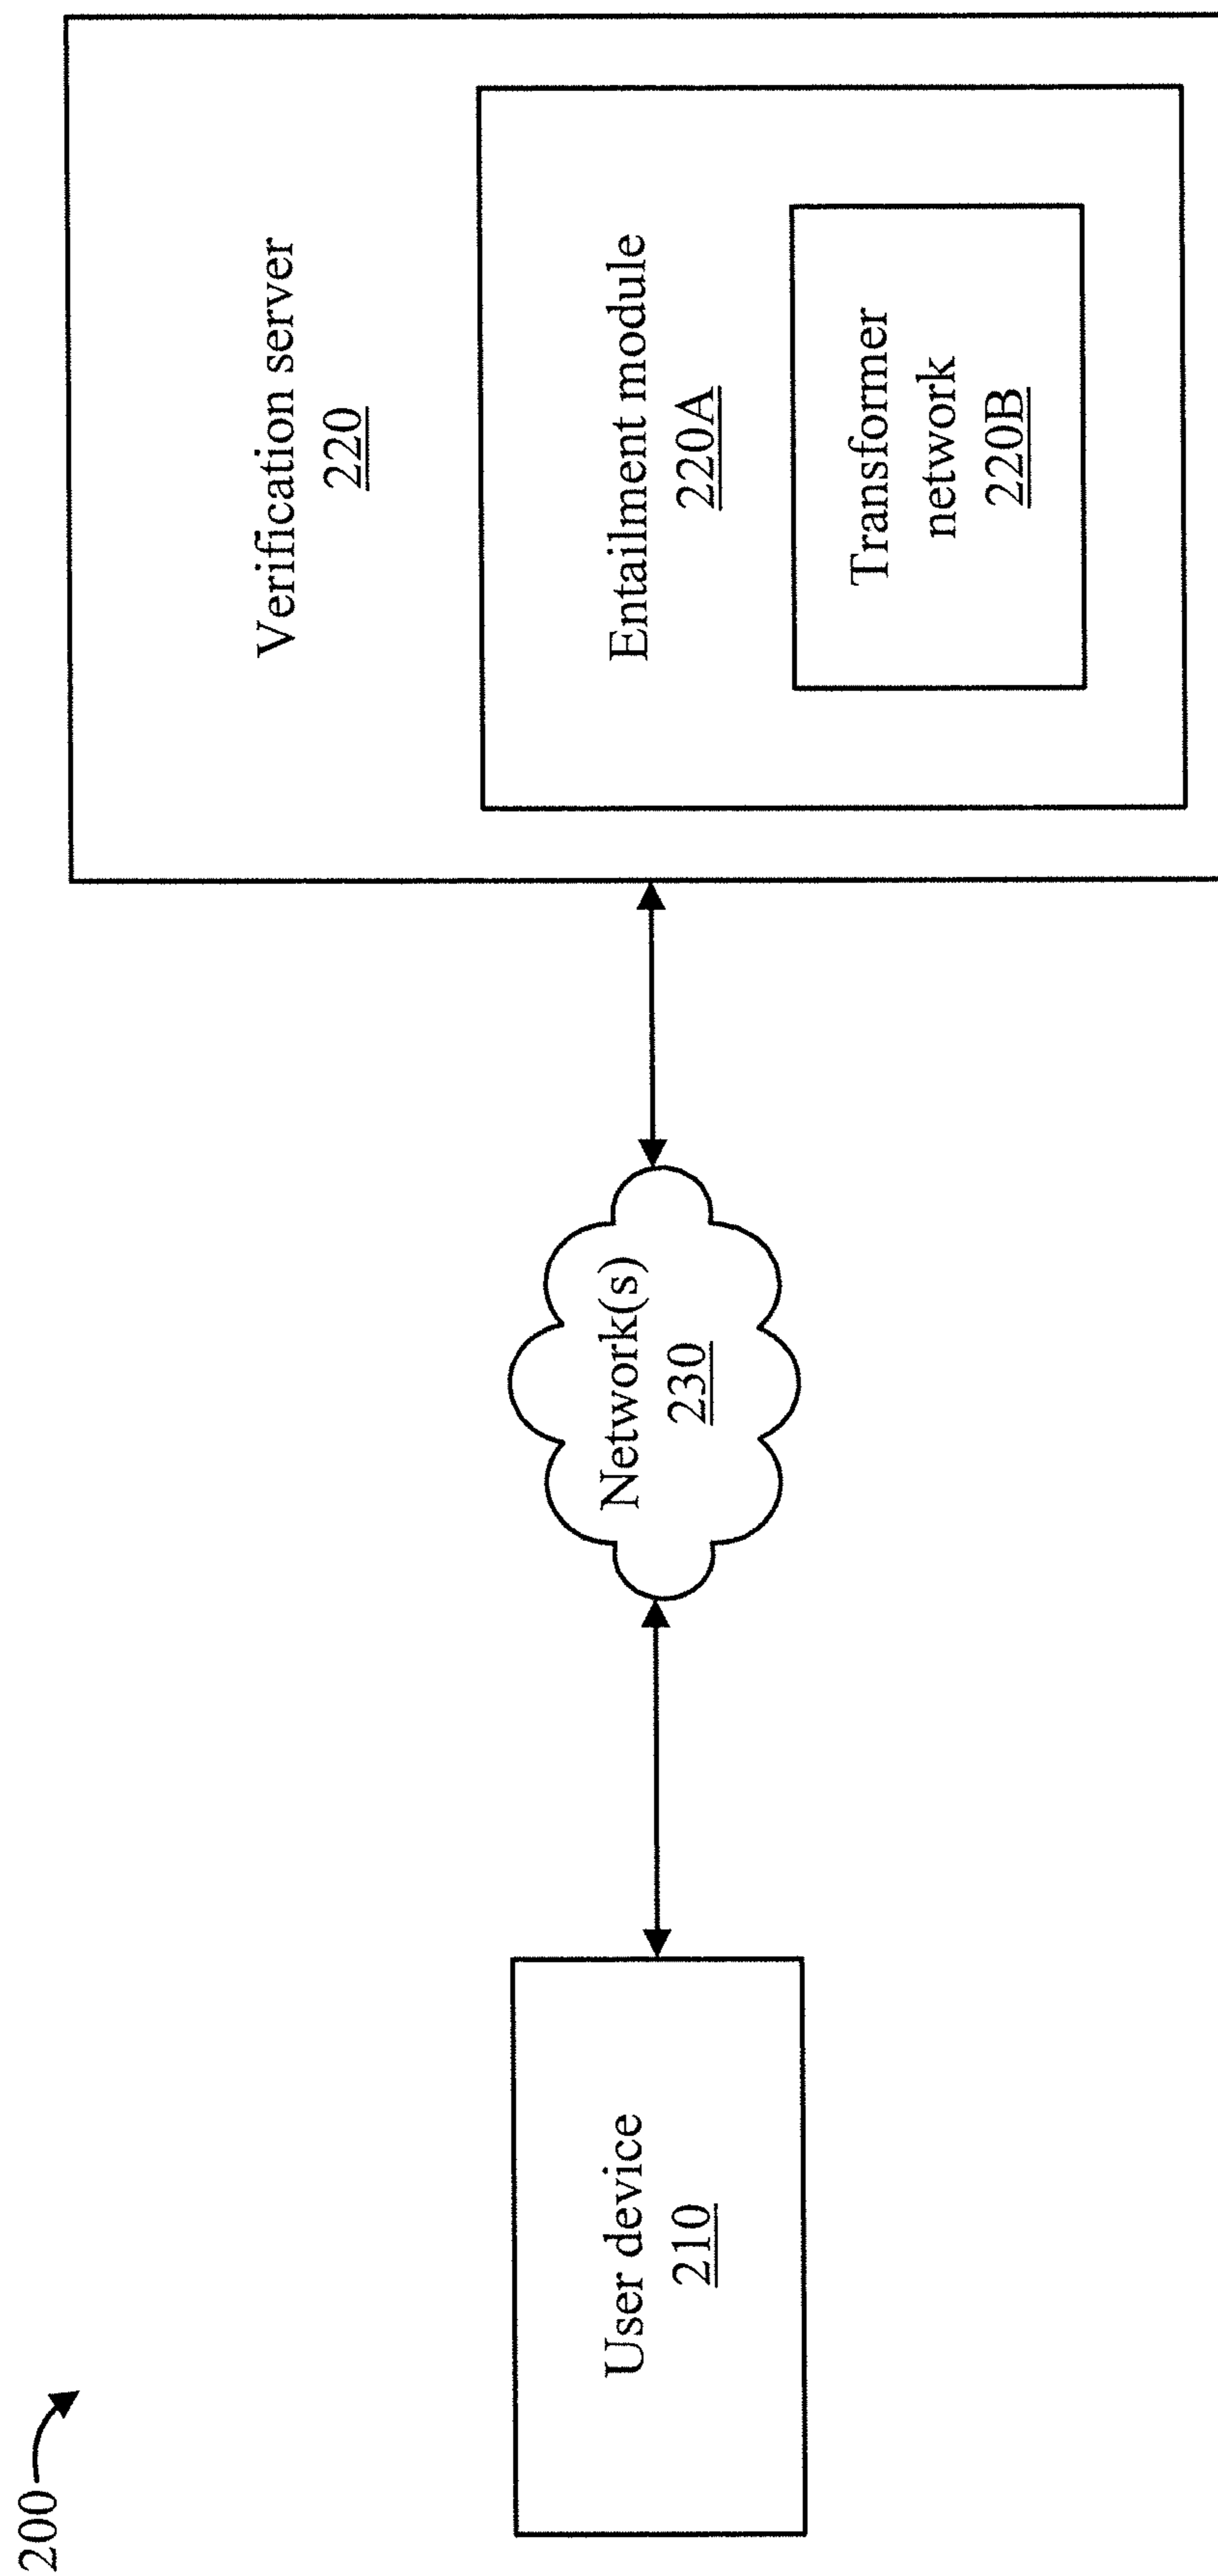 200
User device
210
Network(s)
230
Verification server
220
Entailment module
220A
Transformer
network
220B